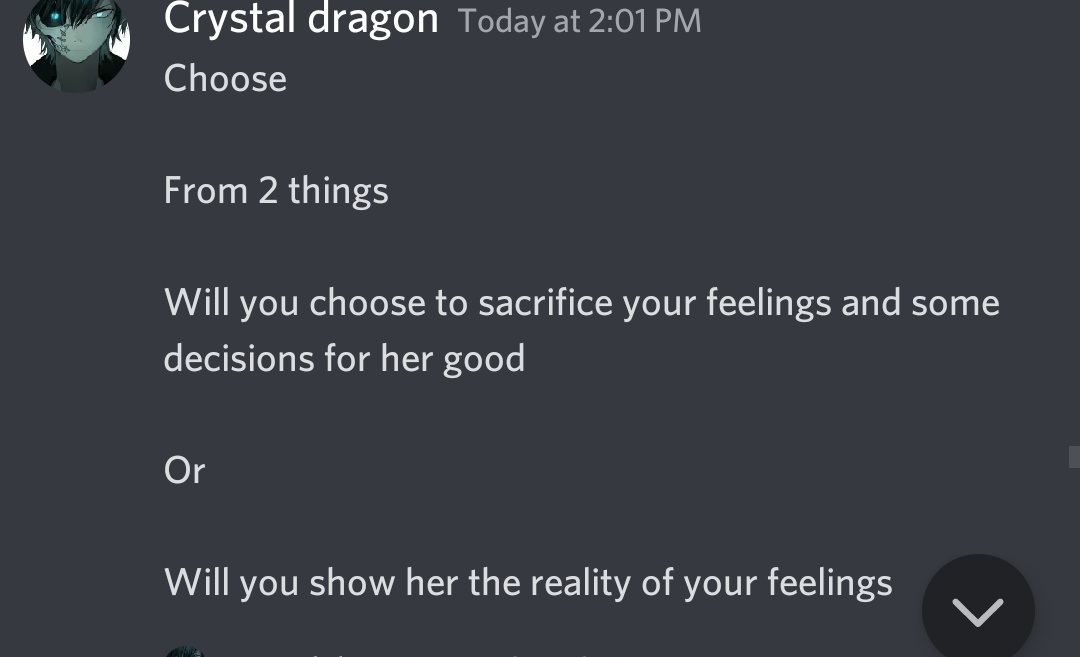 Crystal dragon Today at 2:01 PM
Choose
From 2 things
Will you choose to sacrifice your feelings and some
decisions for her good
Or
Will you show her the reality of your feelings